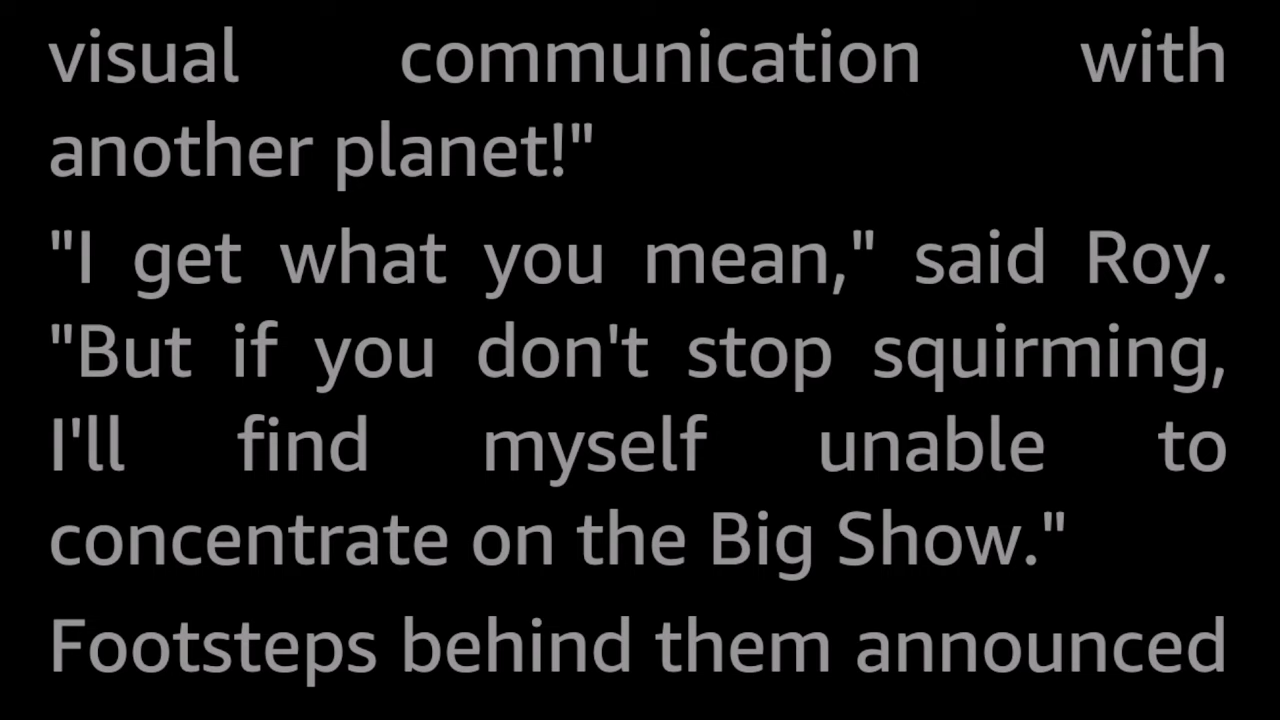 visual communication with
another planet!"
"I get what you mean," said Roy.
"But if you don't stop squirming,
I'll find myself unable to
concentrate on the Big Show."
Footsteps behind them announced